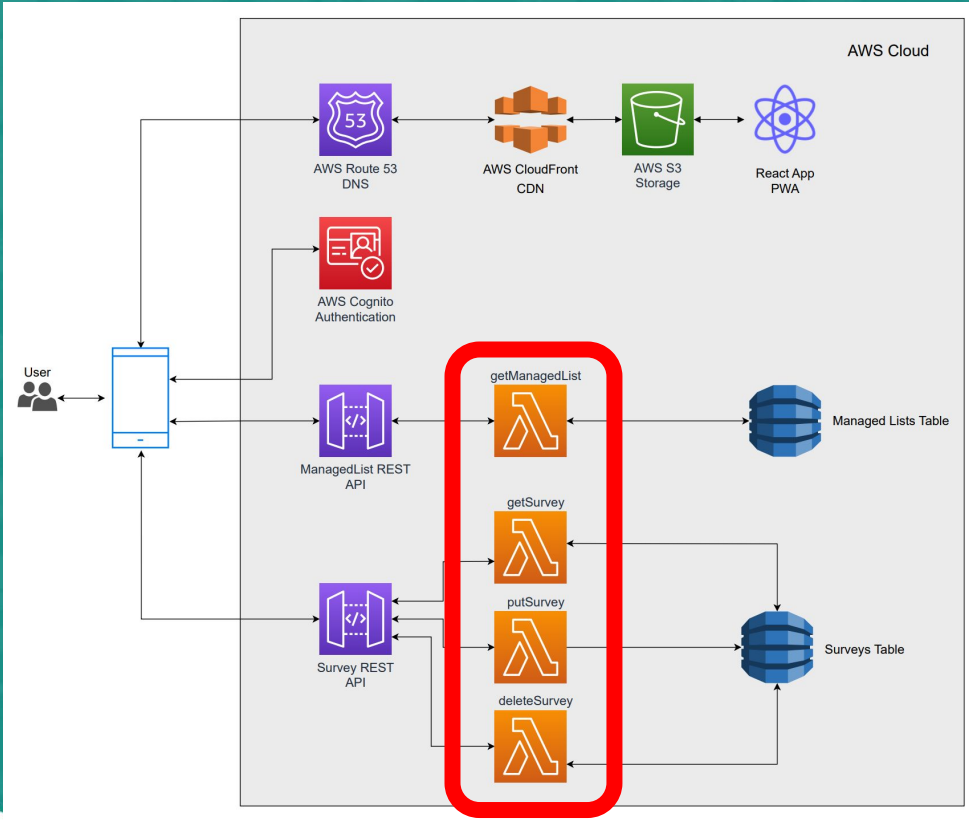 AWS Cloud
53
AWS Route 53
DNS
AWS CloudFront
CDN
AWS S3
Storage
React App
PWA
AWS Cognito
Authentication
User
getManagedList
</>
ManagedList REST
API
Managed Lists Table
getSurvey
putSurvey
</>
Survey REST
API
Surveys Table
deleteSurvey